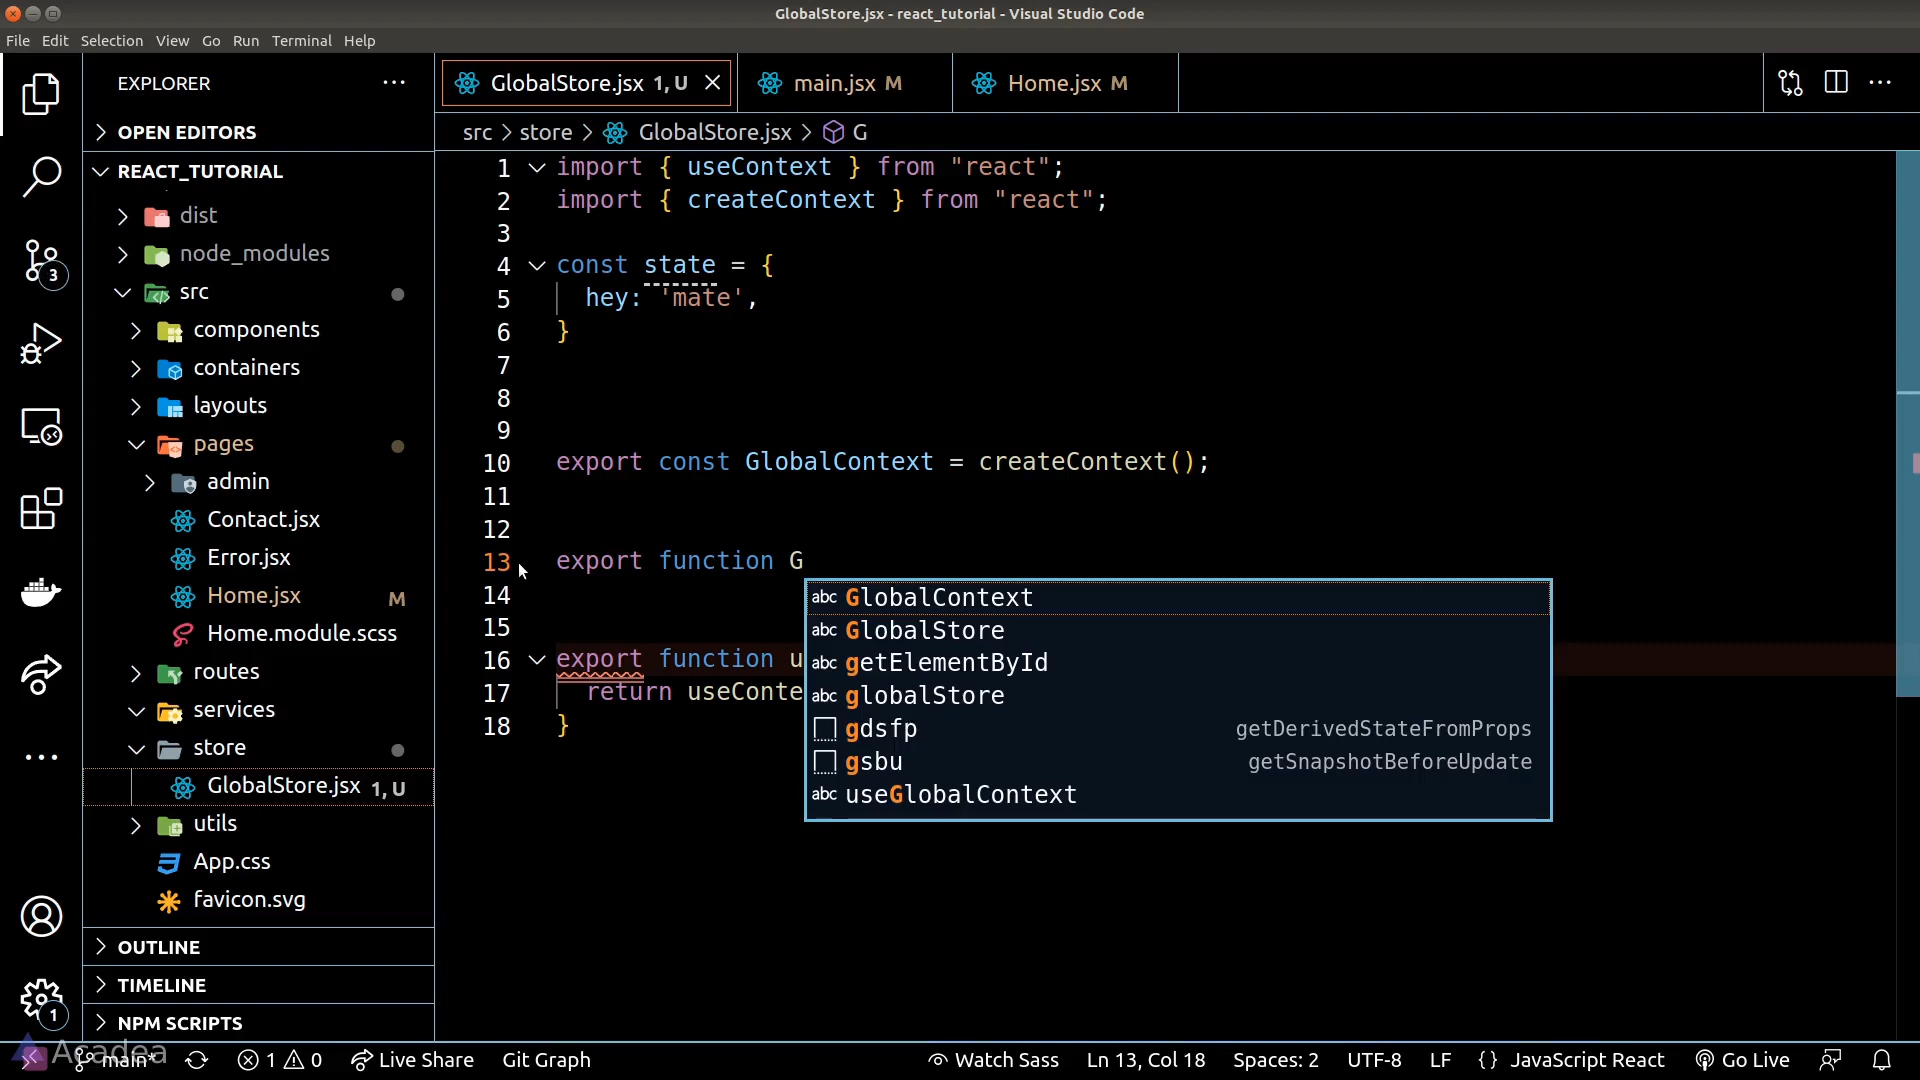 GlobalStore.jsx - react_tutorial - Visual Studio Code
File Edit Selection View Go Run Terminal Help
EXPLORER
GlobalStore.jsx 1, U
main.jsx M
Home.jsx M
OPEN EDITORS
src > store > GlobalStore.jsx > G
REACT_TUTORIAL
dist
node_modules
src
components
containers
layouts
pages
admin
Contact.jsx
Error.jsx
Home.jsx M
Home.module.scss
routes
services
store
GlobalStore.jsx 1, U
utils
App.css
favicon.svg
OUTLINE
TIMELINE
NPM SCRIPTS
3
1
1 import { useContext } from "react";
2 import { createContext } from "react";
3
4 const state = {
5 hey: 'mate',
6 }
7
8
9
10 export const GlobalContext = createContext();
11
12
13 export function G
14
15
16 export function u
17 return useConte
18 }
abc GlobalContext
abc GlobalStore
abc getElementById
abc globalStore
gdsfp getDerivedStateFromProps
gsbu getSnapshotBeforeUpdate
abc useGlobalContext
Acadea
main* 1 0 Live Share Git Graph Watch Sass Ln 13, Col 18 Spaces: 2 UTF-8 LF {} JavaScript React Go Live